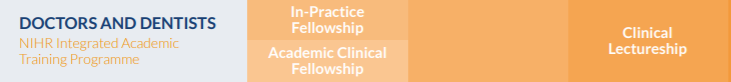 DOCTORS AND DENTISTS
NIHR Integrated Academic
Training Programme
In-Practice
Fellowship
Academic Clinical
Fellowship
Clinical
Lectureship